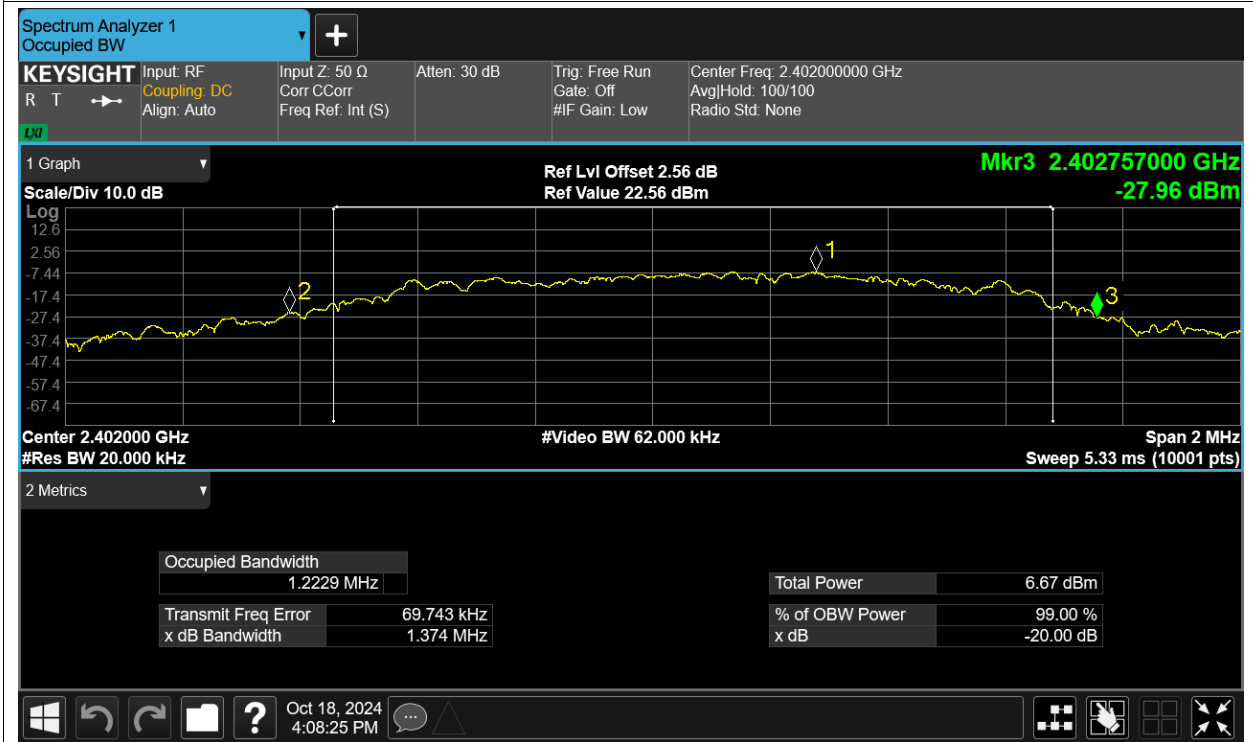 Spectrum Analyzer 1
Occupied BW
KEYSIGHT
R T
LXI
Input: RF
Coupling: DC
Align: Auto
Input Z: 50 Ω
Corr CCorr
Freq Ref: Int (S)
Atten: 30 dB
Trig: Free Run
Gate: Off
#IF Gain: Low
Center Freq: 2.402000000 GHz
Avg|Hold: 100/100
Radio Std: None
1 Graph
Scale/Div 10.0 dB
Ref Lvl Offset 2.56 dB
Ref Value 22.56 dBm
Mkr3 2.402757000 GHz
-27.96 dBm
Log
12.6
2.56
-7.44
-17.4
-27.4
-37.4
-47.4
-57.4
-67.4
1
2
3
Center 2.402000 GHz
#Video BW 62.000 kHz
Span 2 MHz
#Res BW 20.000 kHz
Sweep 5.33 ms (10001 pts)
2 Metrics
Occupied Bandwidth
1.2229 MHz
Total Power 6.67 dBm
Transmit Freq Error 69.743 kHz
% of OBW Power 99.00 %
x dB Bandwidth 1.374 MHz
x dB -20.00 dB
?
Oct 18, 2024
4:08:25 PM